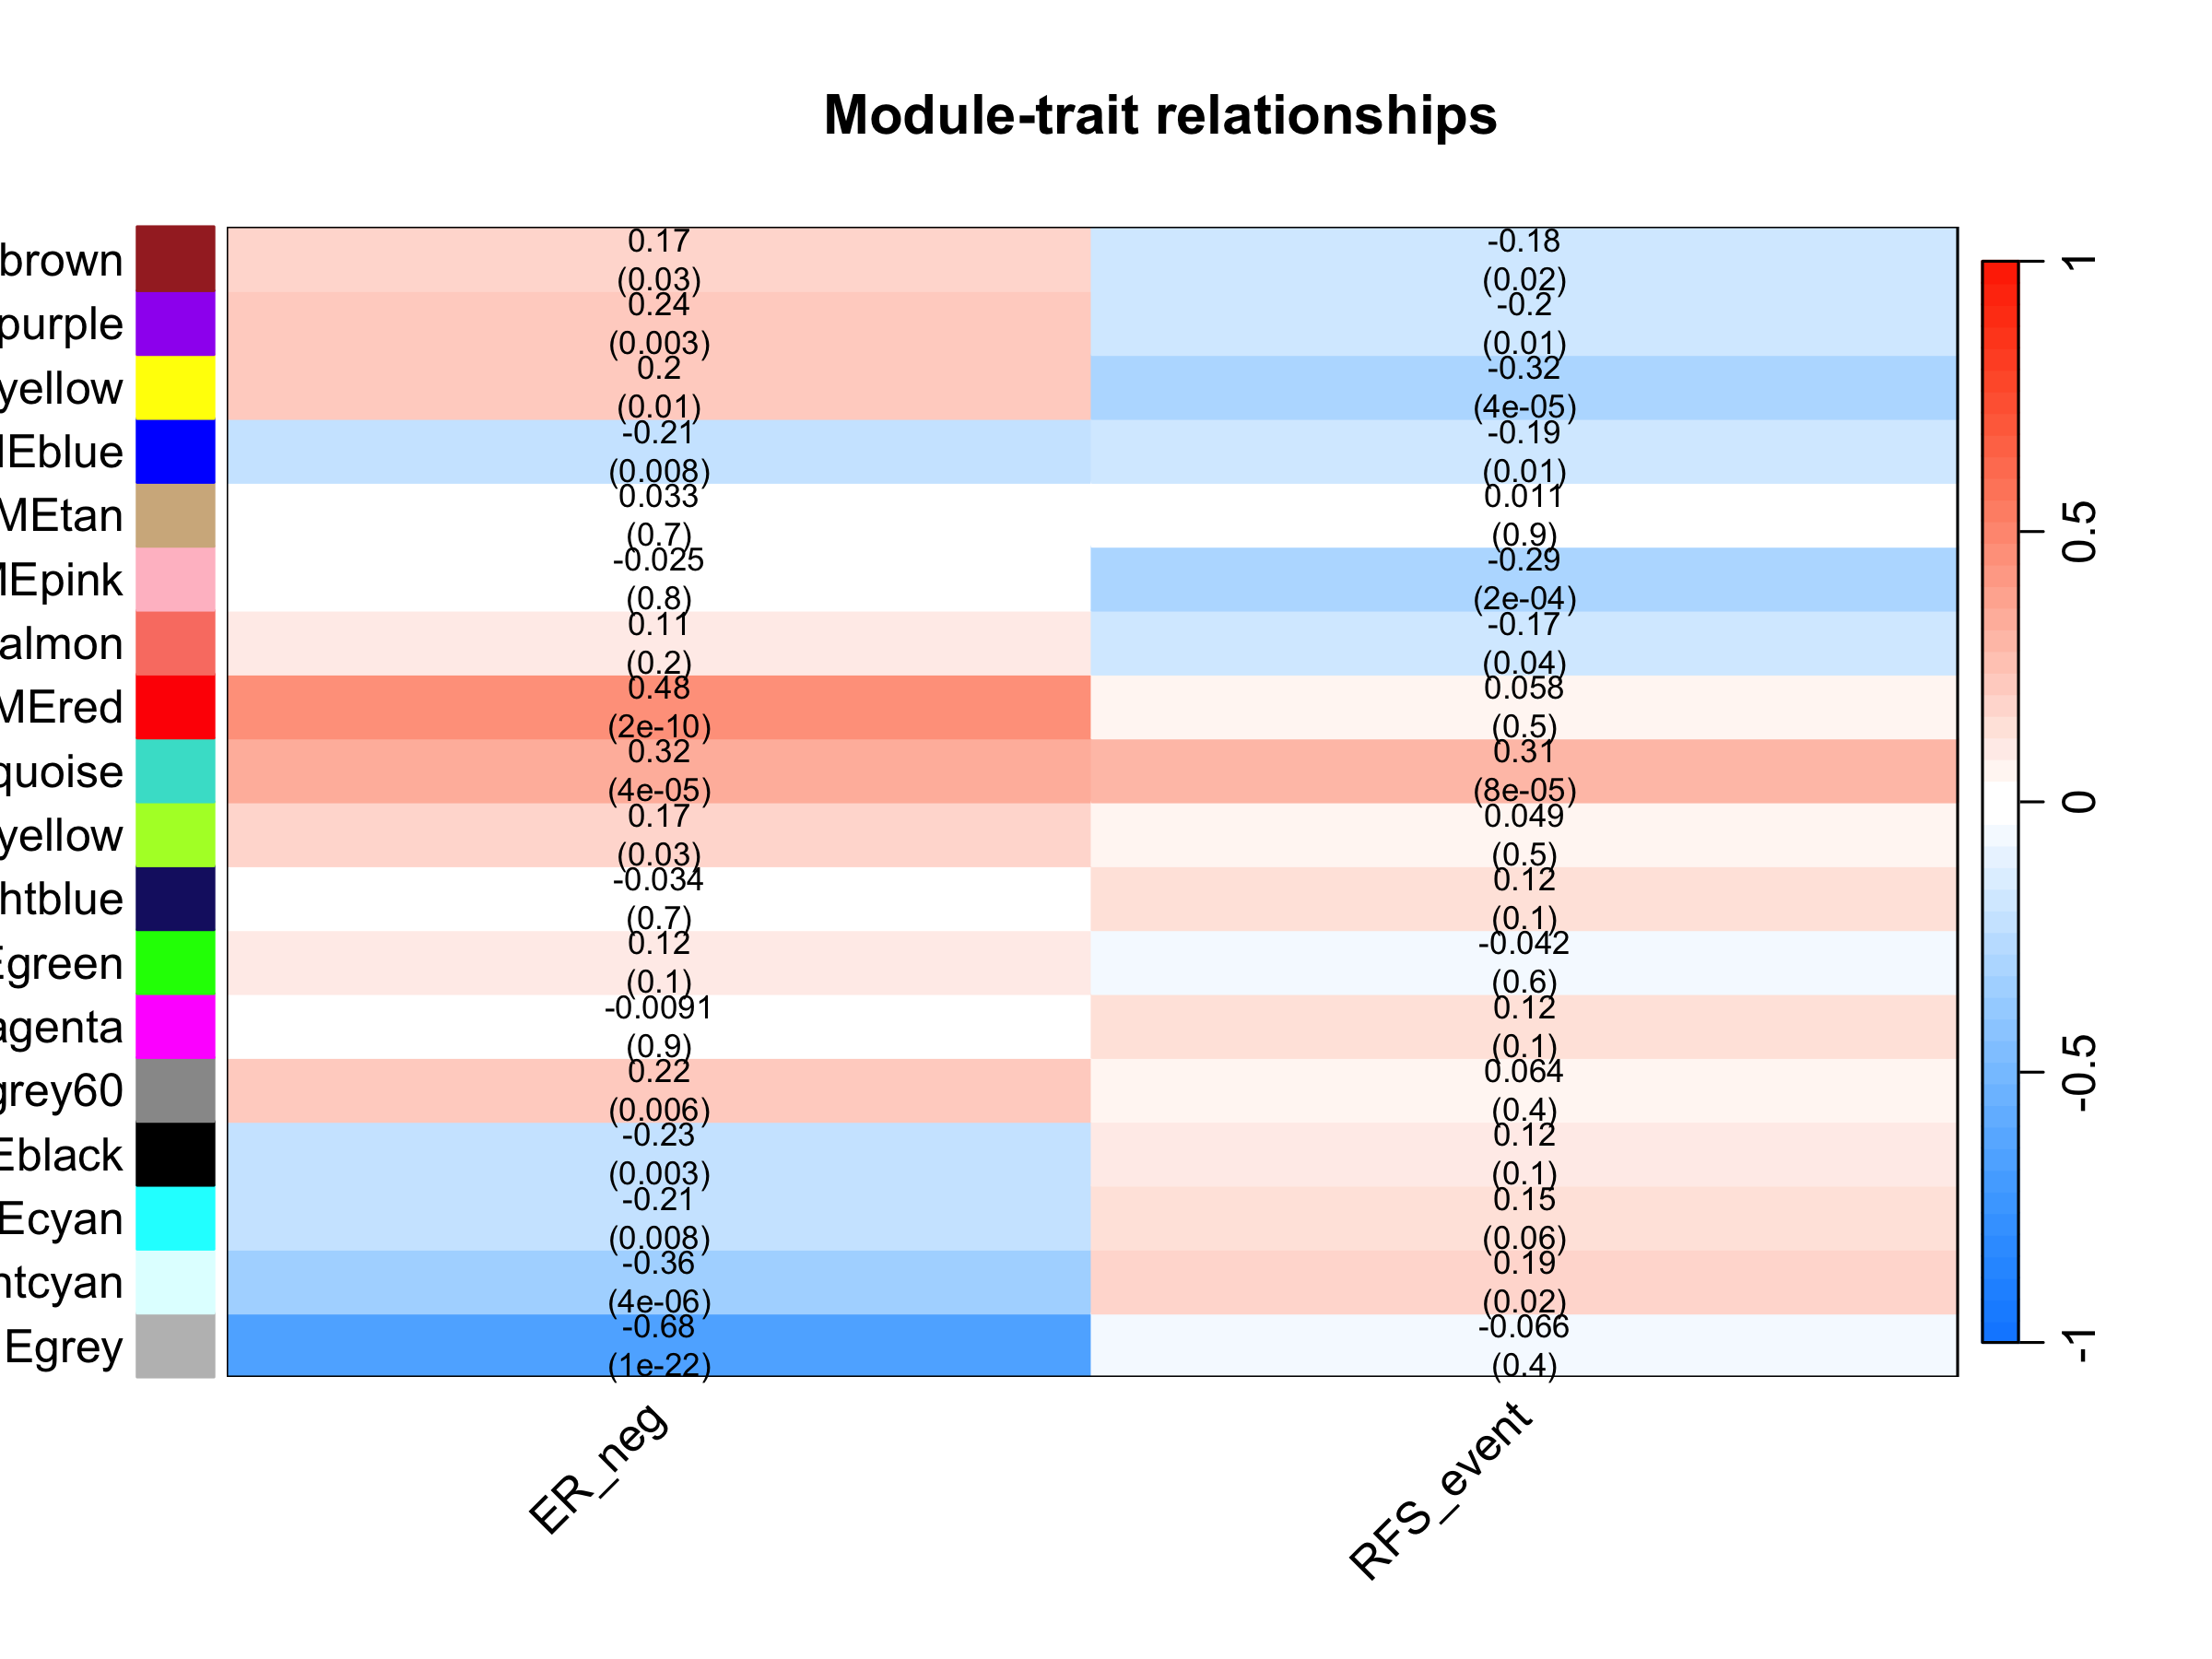 Module-trait relationships
brown 0.17 -0.18
(0.03) (0.02)
purple 0.24 -0.2
(0.003) (0.01)
yellow 0.2 -0.32
(0.01) (4e-05)
Eblue -0.21 -0.19
(0.008) (0.01)
MEtan 0.033 0.011
(0.7) (0.9)
MEpink -0.025 -0.29
(0.8) (2e-04)
almon 0.11 -0.17
(0.2) (0.04)
MEred 0.48 0.058
(2e-10) (0.5)
quoise 0.32 0.31
(4e-05) (8e-05)
yellow 0.17 0.049
(0.03) (0.5)
htblue -0.034 0.12
(0.7) (0.1)
Egreen 0.12 -0.042
(0.1) (0.6)
agenta -0.0091 0.12
(0.9) (0.1)
grey60 0.22 0.064
(0.006) (0.4)
Eblack -0.23 0.12
(0.003) (0.1)
Ecyan -0.21 0.15
(0.008) (0.06)
ntcyan -0.36 0.19
(4e-06) (0.02)
Egrey -0.68 -0.066
(1e-22) (0.4)
ER_neg RFS_event
1
0.5
0
-0.5
-1